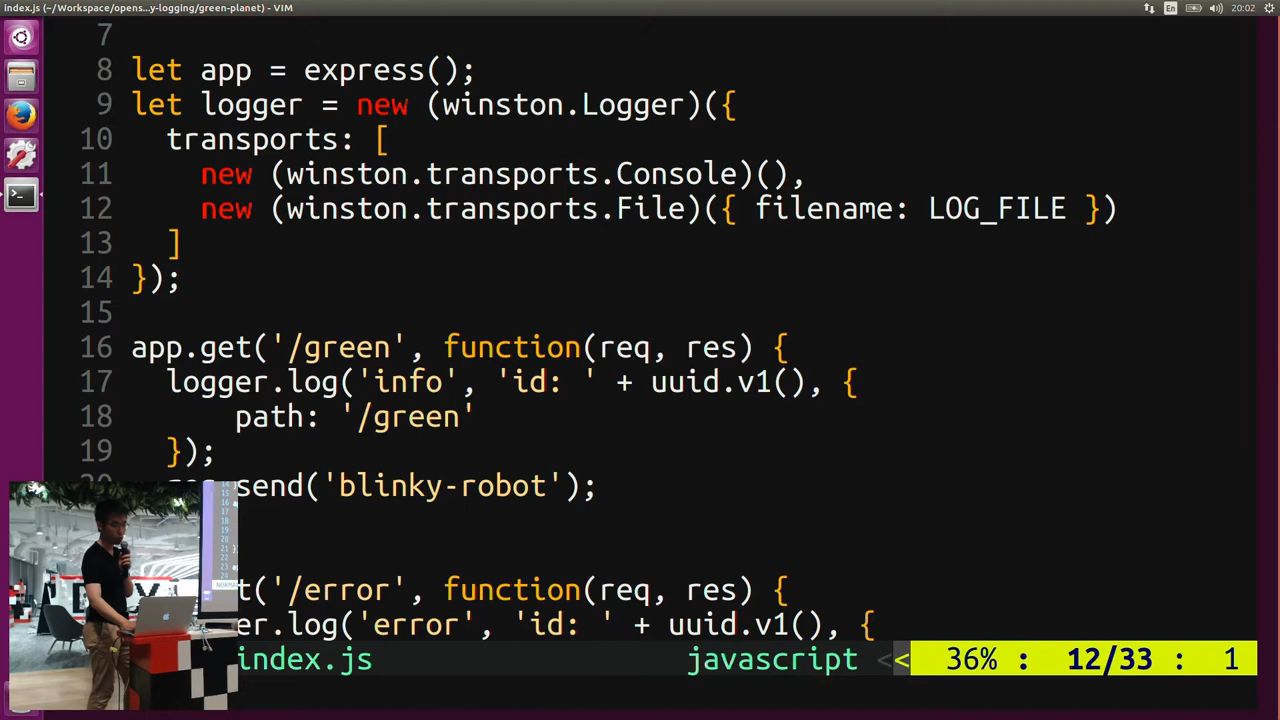 Index.js (~/Workspace/opens...y-logging/green-planet) - VIM
En
20:02
7
8 let app = express();
9 let logger = new (winston.Logger)({
10 transports: [
11 new (winston.transports.Console)(),
12 new (winston.transports.File)({ filename: LOG_FILE })
13 ]
14 });
15
16 app.get('/green', function(req, res) {
17 logger.log('info', 'id: ' + uuid.v1(), {
18 path: '/green'
19 });
send('blinky-robot');
t('/error', function(req, res) {
er.log('error', 'id: ' + uuid.v1(), {
index.js javascript << 36% : 12/33 : 1